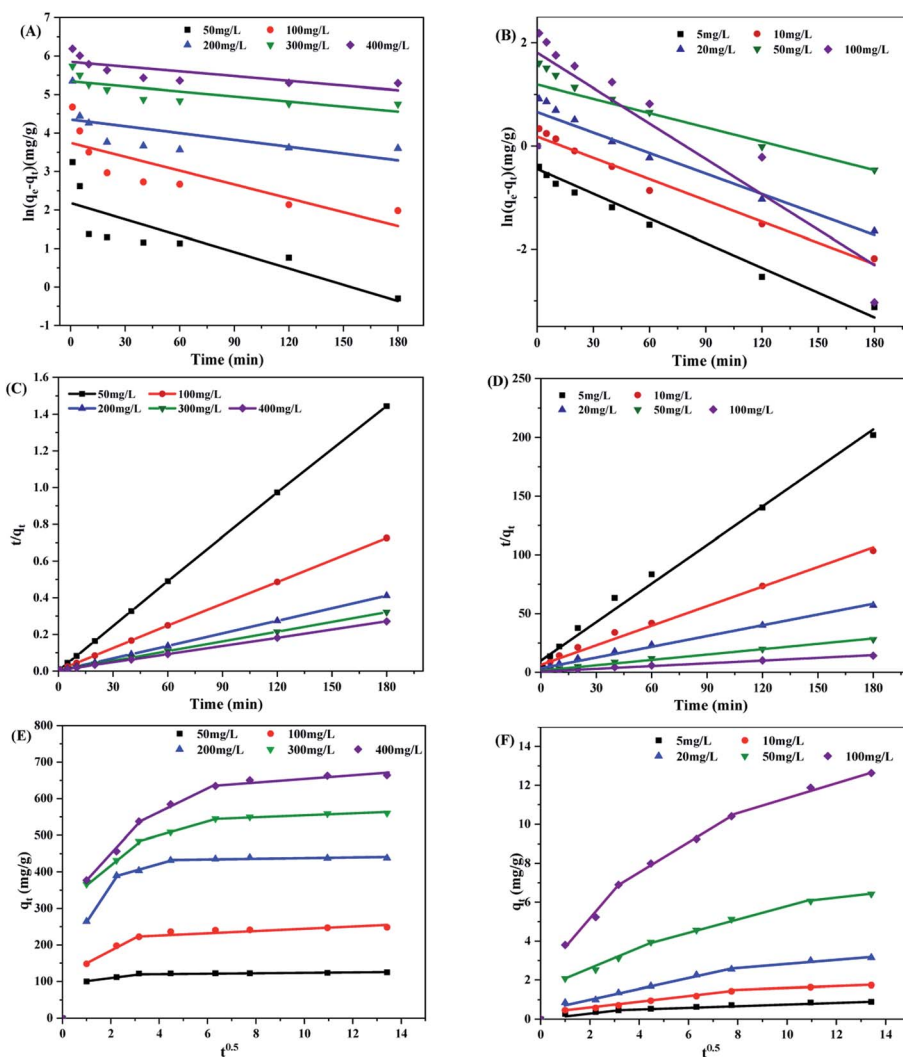 (A)
50mg/L 100mg/L
200mg/L 300mg/L 400mg/L
ln(qe-qt)(mg/g)
6
5
4
3
2
1
0
-1
0 30 60 90 120 150 180
Time (min)
(B)
5mg/L 10mg/L
20mg/L 50mg/L 100mg/L
ln(qe-qt)(mg/g)
2
0
-2
0 30 60 90 120 150 180
Time (min)
(C)
50mg/L 100mg/L
200mg/L 300mg/L 400mg/L
t/qt
1.6
1.4
1.2
1.0
0.8
0.6
0.4
0.2
0.0
0 30 60 90 120 150 180
Time (min)
(D)
5mg/L 10mg/L
20mg/L 50mg/L 100mg/L
t/qt
250
200
150
100
50
0
0 30 60 90 120 150 180
Time (min)
(E)
50mg/L 100mg/L
200mg/L 300mg/L 400mg/L
qt (mg/g)
800
700
600
500
400
300
200
100
0
0 2 4 6 8 10 12 14
t0.5
(F)
5mg/L 10mg/L
20mg/L 50mg/L 100mg/L
qt (mg/g)
14
12
10
8
6
4
2
0
0 2 4 6 8 10 12 14
t0.5